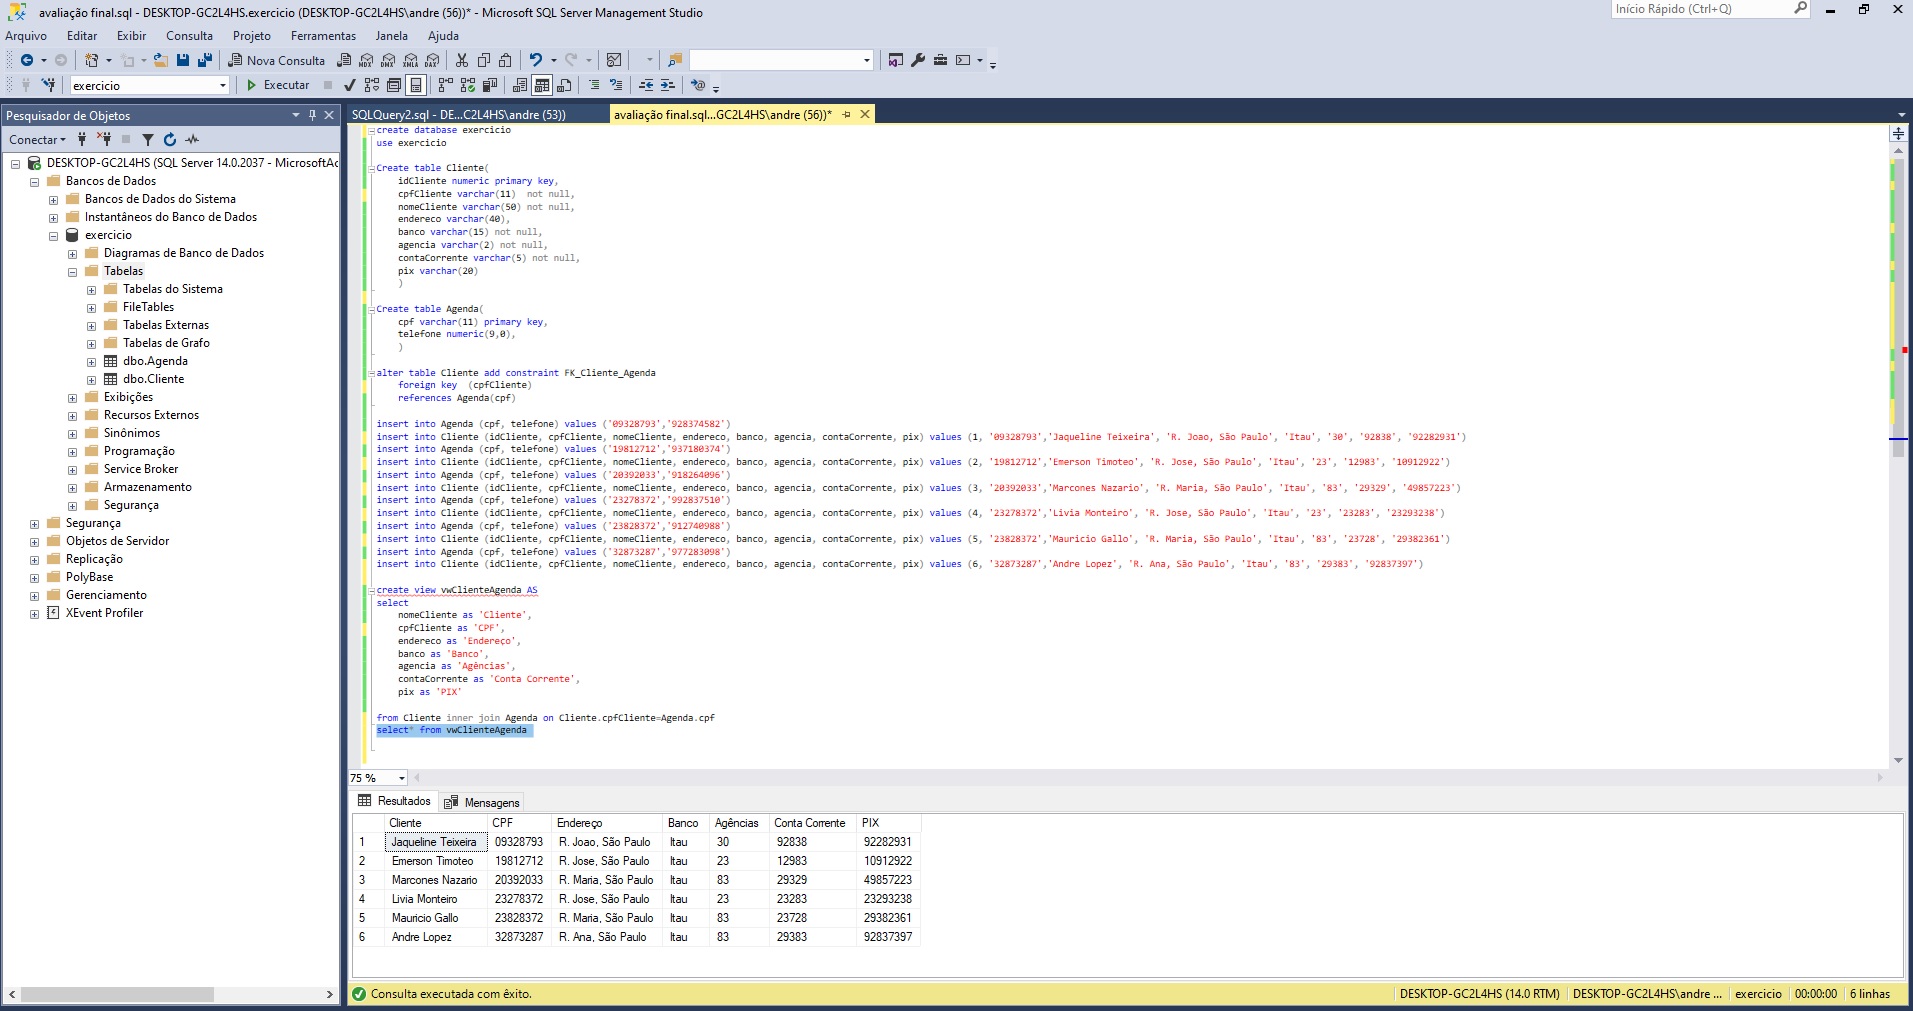 avaliação final.sql - DESKTOP-GC2L4HS.exercicio (DESKTOP-GC2L4HS\andre (56))* - Microsoft SQL Server Management Studio
Início Rápido (Ctrl+Q)
Arquivo Editar Exibir Consulta Projeto Ferramentas Janela Ajuda
Nova Consulta
exercicio Executar
Pesquisador de Objetos
Conectar
DESKTOP-GC2L4HS (SQL Server 14.0.2037 - MicrosoftAc
Bancos de Dados
Bancos de Dados do Sistema
Instantâneos do Banco de Dados
exercicio
Diagramas de Banco de Dados
Tabelas
Tabelas do Sistema
FileTables
Tabelas Externas
Tabelas de Grafo
dbo.Agenda
dbo.Cliente
Exibições
Recursos Externos
Sinônimos
Programação
Service Broker
Armazenamento
Segurança
Segurança
Objetos de Servidor
Replicação
PolyBase
Gerenciamento
XEvent Profiler
SQLQuery2.sql - DE...C2L4HS\andre (53)) avaliação final.sql...GC2L4HS\andre (56))*
create database exercicio
use exercicio
Create table Cliente(
idCliente numeric primary key,
cpfCliente varchar(11) not null,
nomeCliente varchar(50) not null,
endereco varchar(40),
banco varchar(15) not null,
agencia varchar(2) not null,
contaCorrente varchar(5) not null,
pix varchar(20)
)
Create table Agenda(
cpf varchar(11) primary key,
telefone numeric(9,0),
)
alter table Cliente add constraint FK_Cliente_Agenda
foreign key (cpfCliente)
references Agenda(cpf)
insert into Agenda (cpf, telefone) values ('09328793','928374582')
insert into Cliente (idCliente, cpfCliente, nomeCliente, endereco, banco, agencia, contaCorrente, pix) values (1, '09328793','Jaqueline Teixeira', 'R. Joao, São Paulo', 'Itau', '30', '92838', '92282931')
insert into Agenda (cpf, telefone) values ('19812712','937180374')
insert into Cliente (idCliente, cpfCliente, nomeCliente, endereco, banco, agencia, contaCorrente, pix) values (2, '19812712','Emerson Timoteo', 'R. Jose, São Paulo', 'Itau', '23', '12983', '10912922')
insert into Agenda (cpf, telefone) values ('20392033','918264096')
insert into Cliente (idCliente, cpfCliente, nomeCliente, endereco, banco, agencia, contaCorrente, pix) values (3, '20392033','Marcones Nazario', 'R. Maria, São Paulo', 'Itau', '83', '29329', '49857223')
insert into Agenda (cpf, telefone) values ('23278372','992837510')
insert into Cliente (idCliente, cpfCliente, nomeCliente, endereco, banco, agencia, contaCorrente, pix) values (4, '23278372','Livia Monteiro', 'R. Jose, São Paulo', 'Itau', '23', '23283', '23293238')
insert into Agenda (cpf, telefone) values ('23828372','912740988')
insert into Cliente (idCliente, cpfCliente, nomeCliente, endereco, banco, agencia, contaCorrente, pix) values (5, '23828372','Mauricio Gallo', 'R. Maria, São Paulo', 'Itau', '83', '23728', '29382361')
insert into Agenda (cpf, telefone) values ('32873287','977283098')
insert into Cliente (idCliente, cpfCliente, nomeCliente, endereco, banco, agencia, contaCorrente, pix) values (6, '32873287','Andre Lopez', 'R. Ana, São Paulo', 'Itau', '83', '29383', '92837397')
create view vwClienteAgenda AS
select
nomeCliente as 'Cliente',
cpfCliente as 'CPF',
endereco as 'Endereço',
banco as 'Banco',
agencia as 'Agências',
contaCorrente as 'Conta Corrente',
pix as 'PIX'
from Cliente inner join Agenda on Cliente.cpfCliente=Agenda.cpf
select* from vwClienteAgenda
75 %
Resultados Mensagens
Cliente CPF Endereço Banco Agências Conta Corrente PIX
1 Jaqueline Teixeira 09328793 R. Joao, São Paulo Itau 30 92838 92282931
2 Emerson Timoteo 19812712 R. Jose, São Paulo Itau 23 12983 10912922
3 Marcones Nazario 20392033 R. Maria, São Paulo Itau 83 29329 49857223
4 Livia Monteiro 23278372 R. Jose, São Paulo Itau 23 23283 23293238
5 Mauricio Gallo 23828372 R. Maria, São Paulo Itau 83 23728 29382361
6 Andre Lopez 32873287 R. Ana, São Paulo Itau 83 29383 92837397
Consulta executada com êxito. DESKTOP-GC2L4HS (14.0 RTM) DESKTOP-GC2L4HS\andre ... exercicio 00:00:00 6 linhas